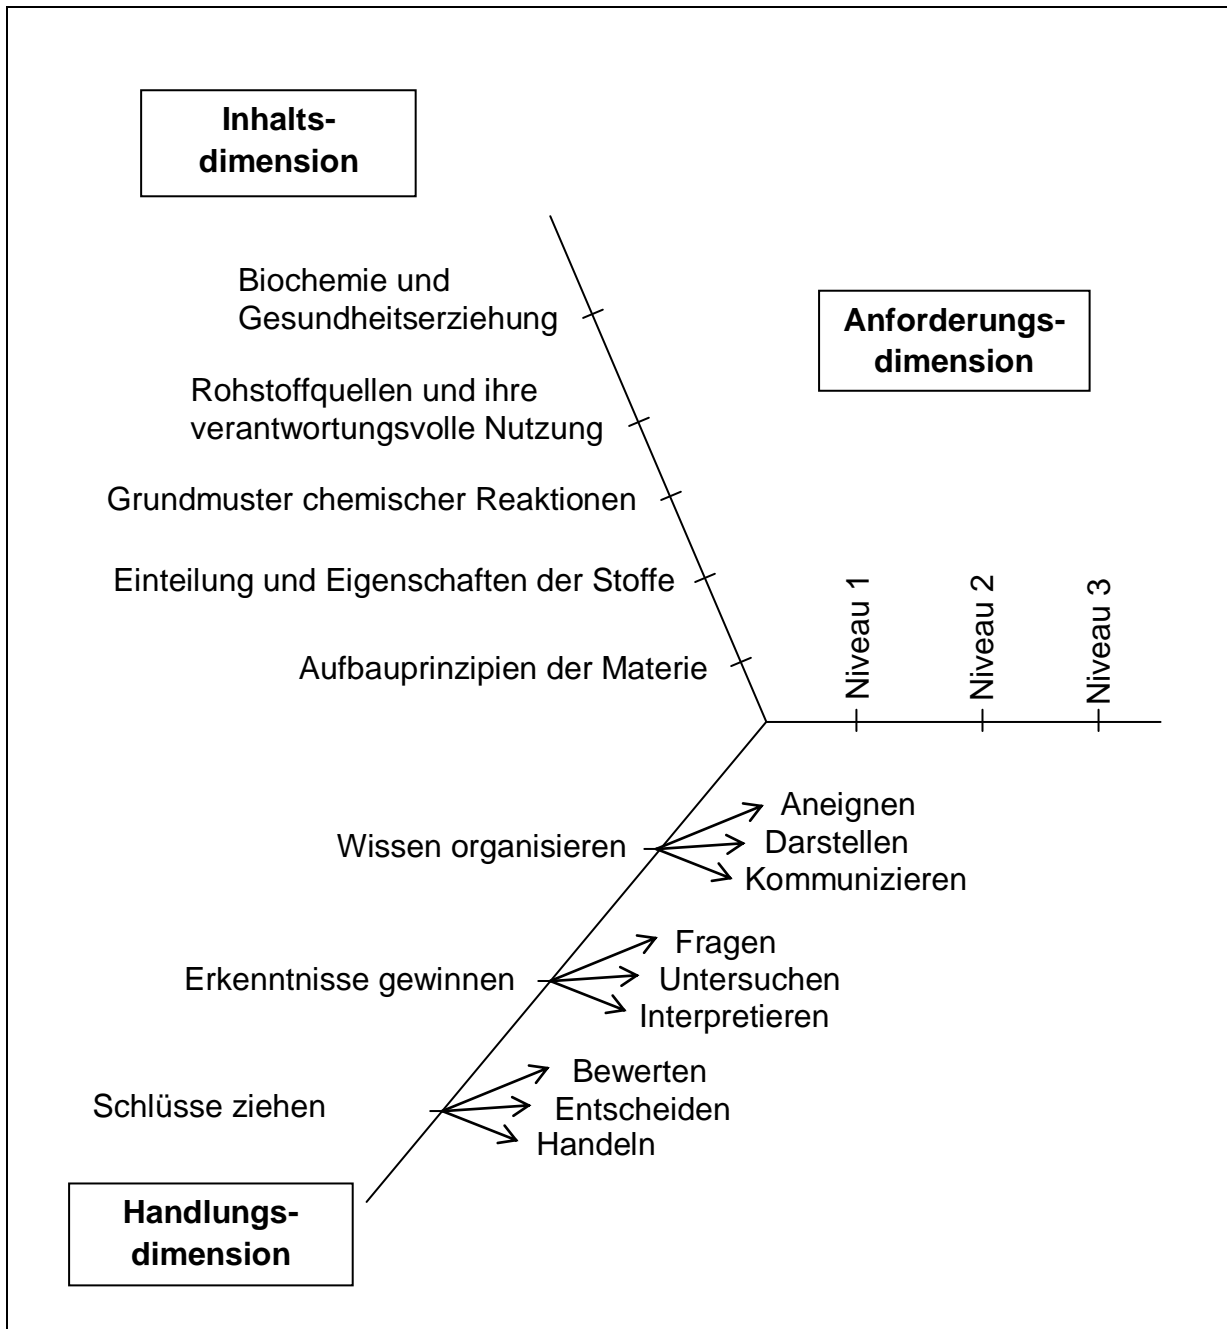 Inhalts-
dimension
Biochemie und
Gesundheitserziehung
Anforderungs-
dimension
Rohstoffquellen und ihre
verantwortungsvolle Nutzung
Grundmuster chemischer Reaktionen
Einteilung und Eigenschaften der Stoffe
Aufbauprinzipien der Materie
Niveau 1
Niveau 2
Niveau 3
Wissen organisieren
Aneignen
Darstellen
Kommunizieren
Erkenntnisse gewinnen
Fragen
Untersuchen
Interpretieren
Schlüsse ziehen
Bewerten
Entscheiden
Handeln
Handlungs-
dimension